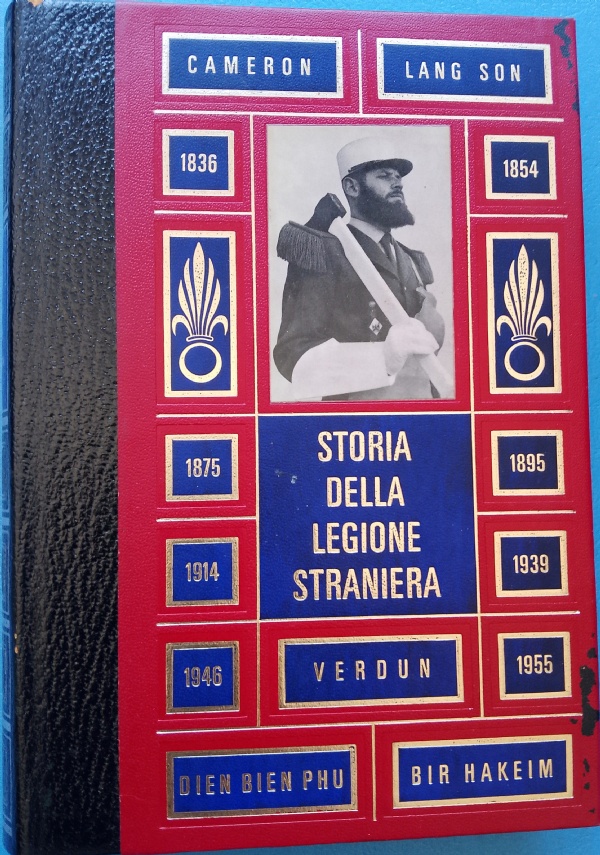 CAMERON
LANG SON
1836
1854
1875
1895
STORIA
DELLA
LEGIONE
STRANIERA
1914
1939
1946
VERDUN
1955
DIEN BIEN PHU
BIR HAKEIM